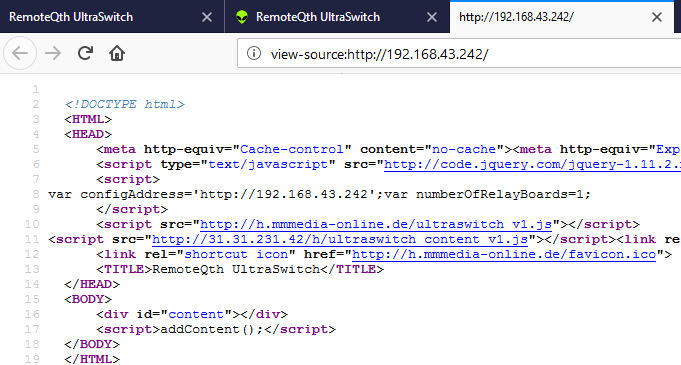 RemoteQth UltraSwitch
RemoteQth UltraSwitch
http://192.168.43.242/
view-source:http://192.168.43.242/
1
2 <!DOCTYPE html>
3 <HTML>
4 <HEAD>
5 <meta http-equiv="Cache-control" content="no-cache"><meta http-equiv="Exp
6 <script type="text/javascript" src="http://code.jquery.com/jquery-1.11.2.
7 <script>
8 var configAddress='http://192.168.43.242';var numberOfRelayBoards=1;
9 </script>
10 <script src="http://h.mmmedia-online.de/ultraswitch_v1.js"></script>
11 <script src="http://31.31.231.42/h/ultraswitch_content_v1.js"></script><link re
12 <link rel="shortcut icon" href="http://h.mmmedia-online.de/favicon.ico">
13 <TITLE>RemoteQth UltraSwitch</TITLE>
14 </HEAD>
15 <BODY>
16 <div id="content"></div>
17 <script>addContent();</script>
18 </BODY>
19 </HTML>